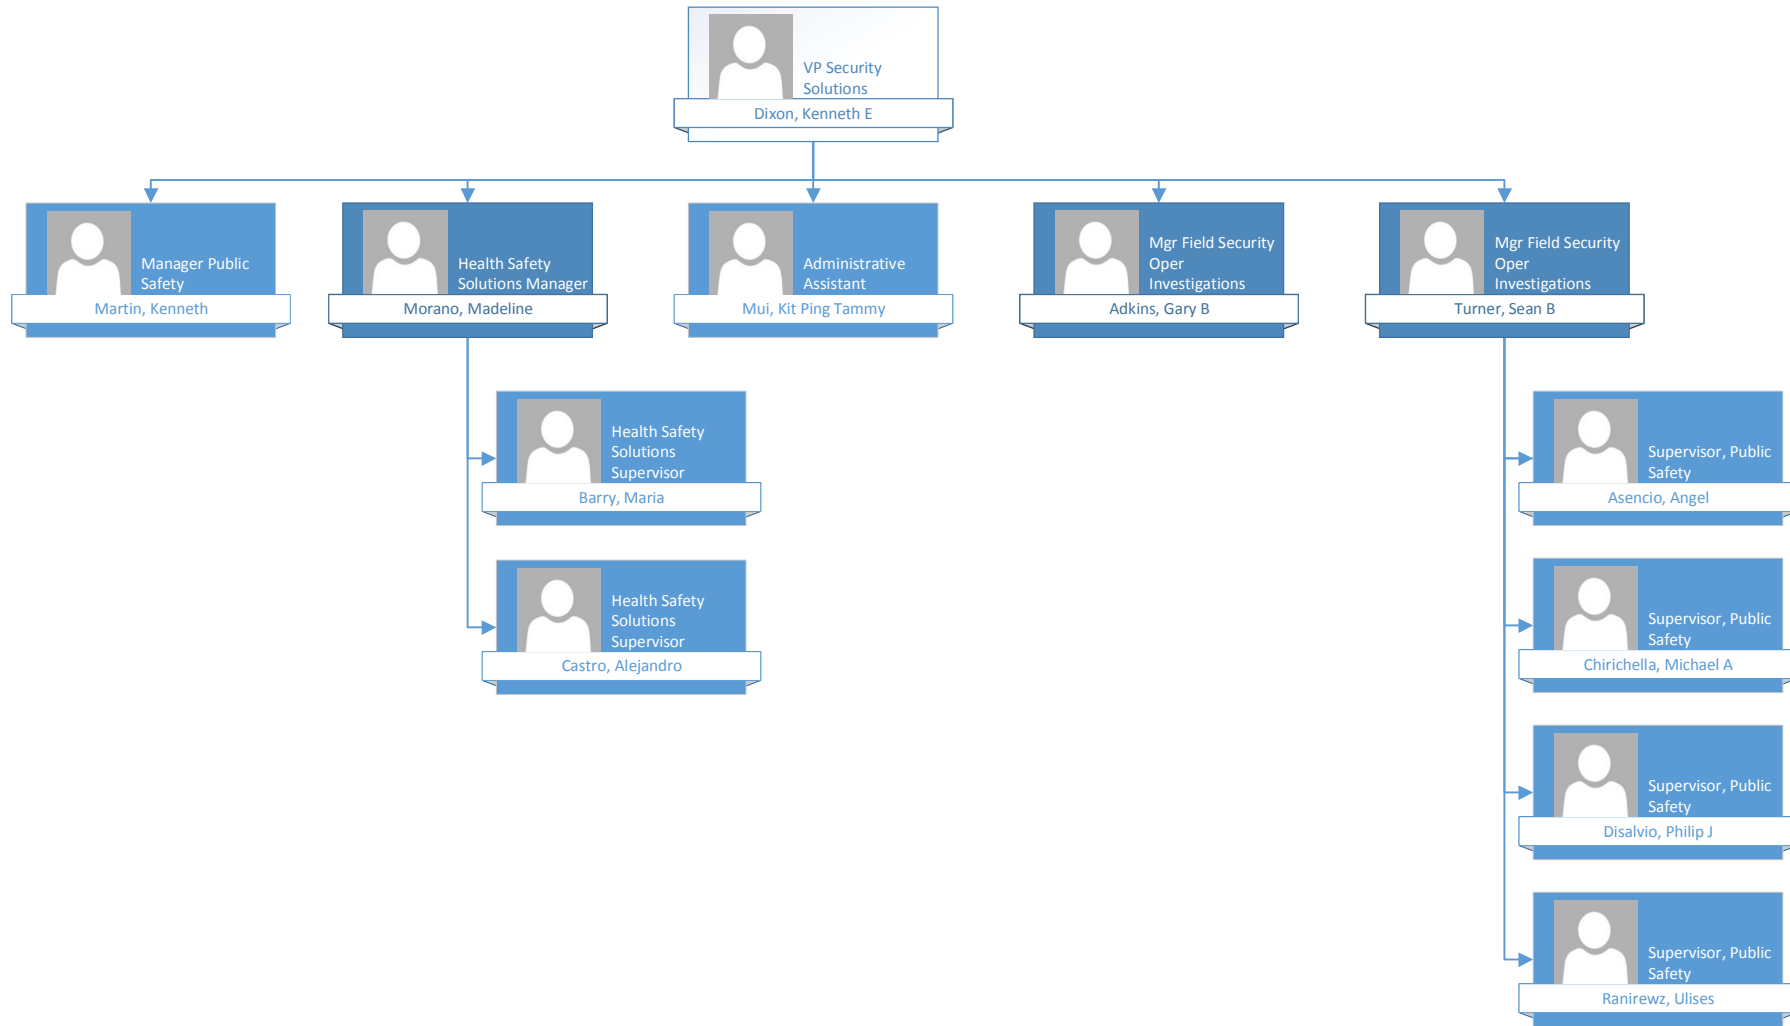 VP Security
Solutions
Dixon, Kenneth E
Manager Public
Safety
Martin, Kenneth
Health Safety
Solutions Manager
Morano, Madeline
Administrative
Assistant
Mui, Kit Ping Tammy
Mgr Field Security
Oper
Investigations
Adkins, Gary B
Mgr Field Security
Oper
Investigations
Turner, Sean B
Health Safety
Solutions
Supervisor
Barry, Maria
Health Safety
Solutions
Supervisor
Castro, Alejandro
Supervisor, Public
Safety
Asencio, Angel
Supervisor, Public
Safety
Chirichella, Michael A
Supervisor, Public
Safety
Disalvio, Philip J
Supervisor, Public
Safety
Ranirewz, Ulises